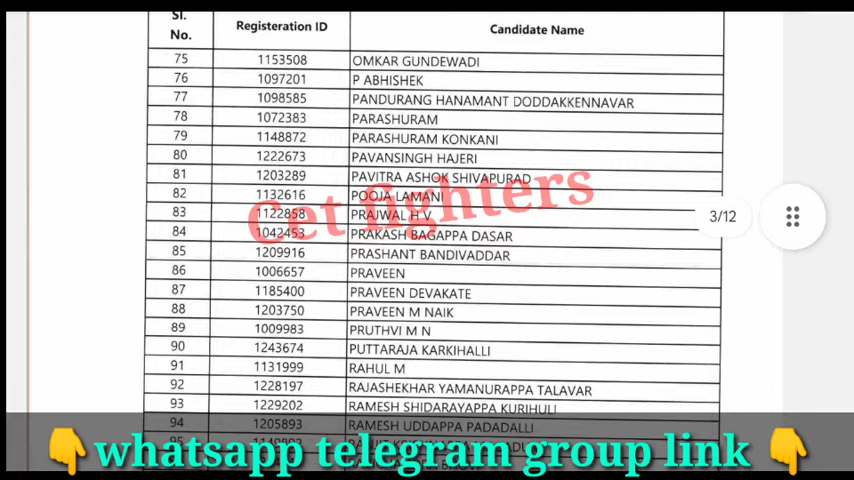 Sl. No. Registeration ID Candidate Name
75 1153508 OMKAR GUNDEWADI
76 1097201 P ABHISHEK
77 1098585 PANDURANG HANAMANT DODDAKKENNAVAR
78 1072383 PARASHURAM
79 1148872 PARASHURAM KONKANI
80 1222673 PAVANSINGH HAJERI
81 1203289 PAVITRA ASHOK SHIVAPURAD
82 1132616 POOJA LAMANI
83 1122858 PRAJWAL H V
84 1042453 PRAKASH BAGAPPA DASAR
85 1209916 PRASHANT BANDIVADDAR
86 1006657 PRAVEEN
87 1185400 PRAVEEN DEVAKATE
88 1203750 PRAVEEN M NAIK
89 1009983 PRUTHVI M N
90 1243674 PUTTARAJA KARKIHALLI
91 1131999 RAHUL M
92 1228197 RAJASHEKHAR YAMANURAPPA TALAVAR
93 1229202 RAMESH SHIDARAYAPPA KURIHULI
94 1205893 RAMESH UDDAPPA PADADALLI
95
Cet fighters
3/12
whatsapp telegram group link